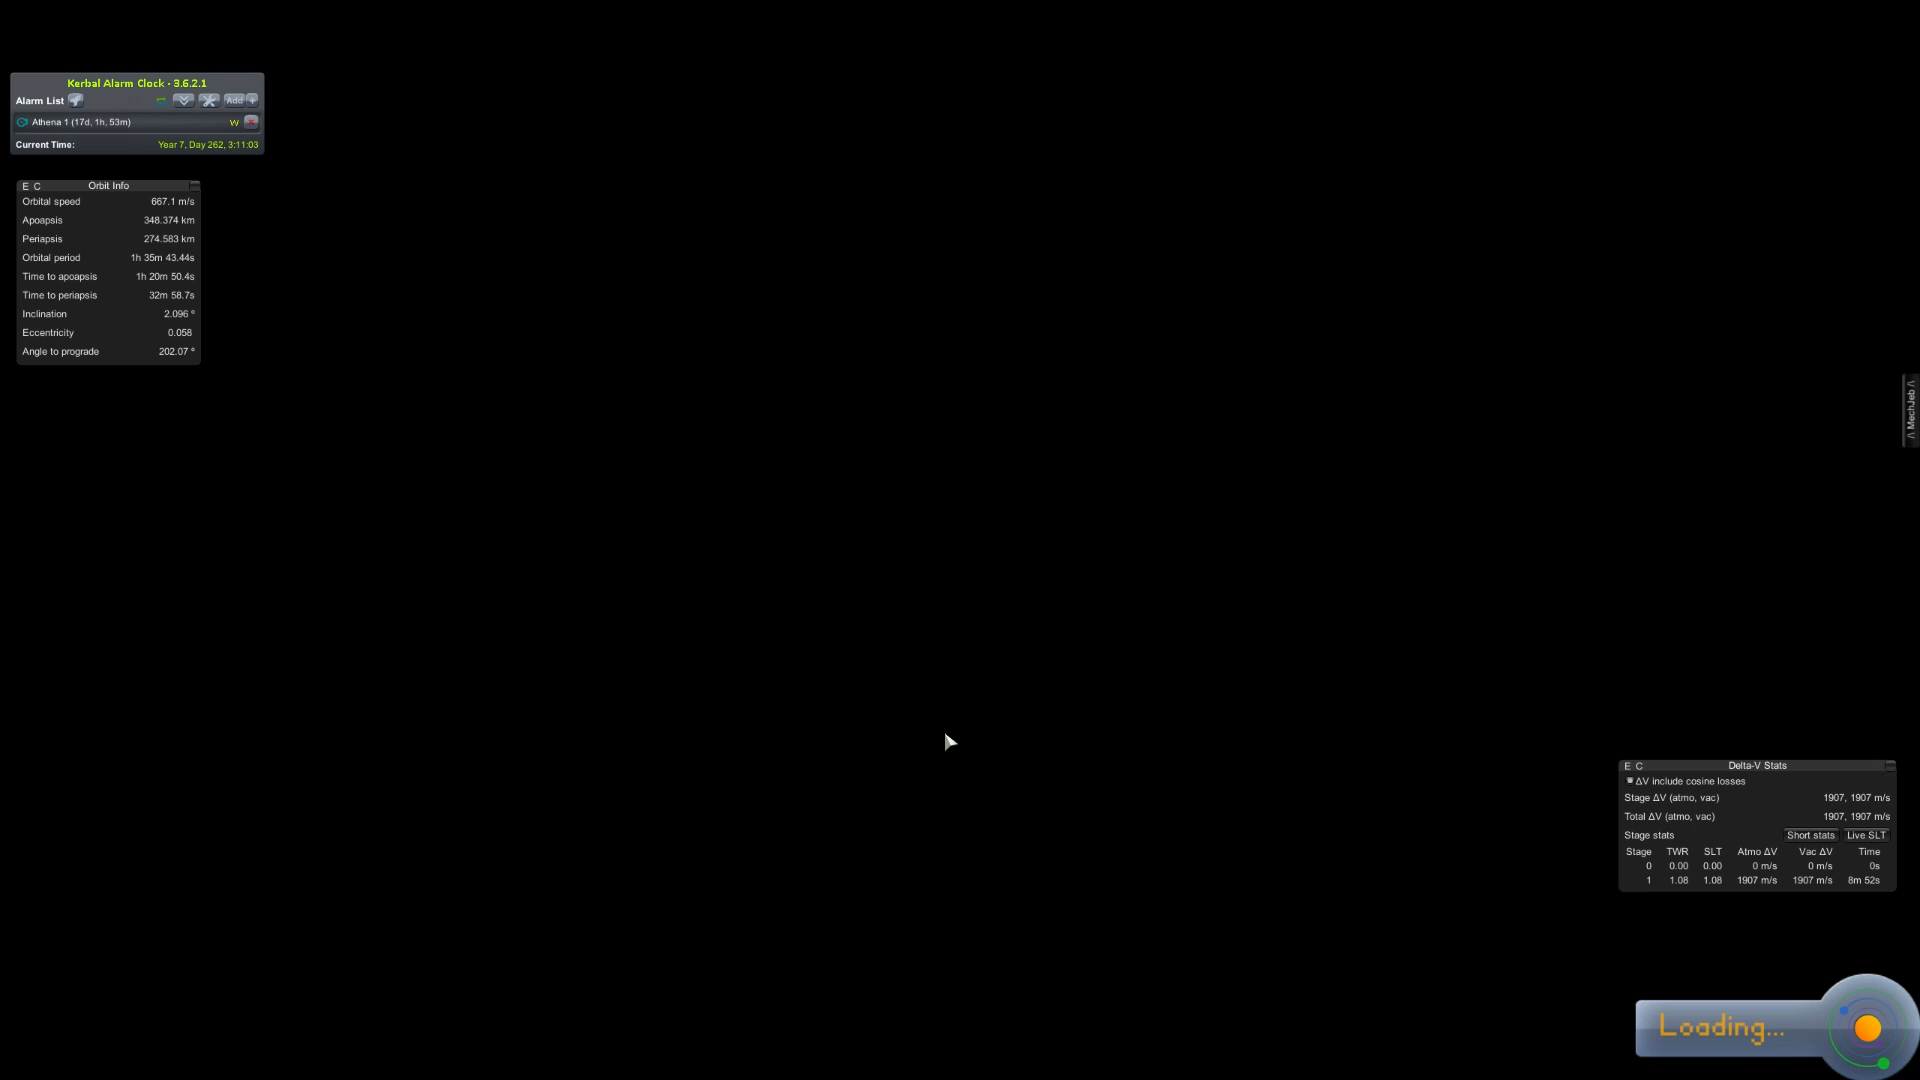 Kerbal Alarm Clock - 3.6.2.1
Alarm List Add +
Athena 1 (17d, 1h, 53m) W
Current Time: Year 7, Day 262, 3:11:03
E C Orbit Info
Orbital speed 667.1 m/s
Apoapsis 348.374 km
Periapsis 274.583 km
Orbital period 1h 35m 43.44s
Time to apoapsis 1h 20m 50.4s
Time to periapsis 32m 58.7s
Inclination 2.096 º
Eccentricity 0.058
Angle to prograde 202.07 º
/\ MechJeb /\
E C Delta-V Stats
ΔV include cosine losses
Stage ΔV (atmo, vac) 1907, 1907 m/s
Total ΔV (atmo, vac) 1907, 1907 m/s
Stage stats Short stats Live SLT
Stage TWR SLT Atmo ΔV Vac ΔV Time
0 0.00 0.00 0 m/s 0 m/s 0s
1 1.08 1.08 1907 m/s 1907 m/s 8m 52s
Loading...